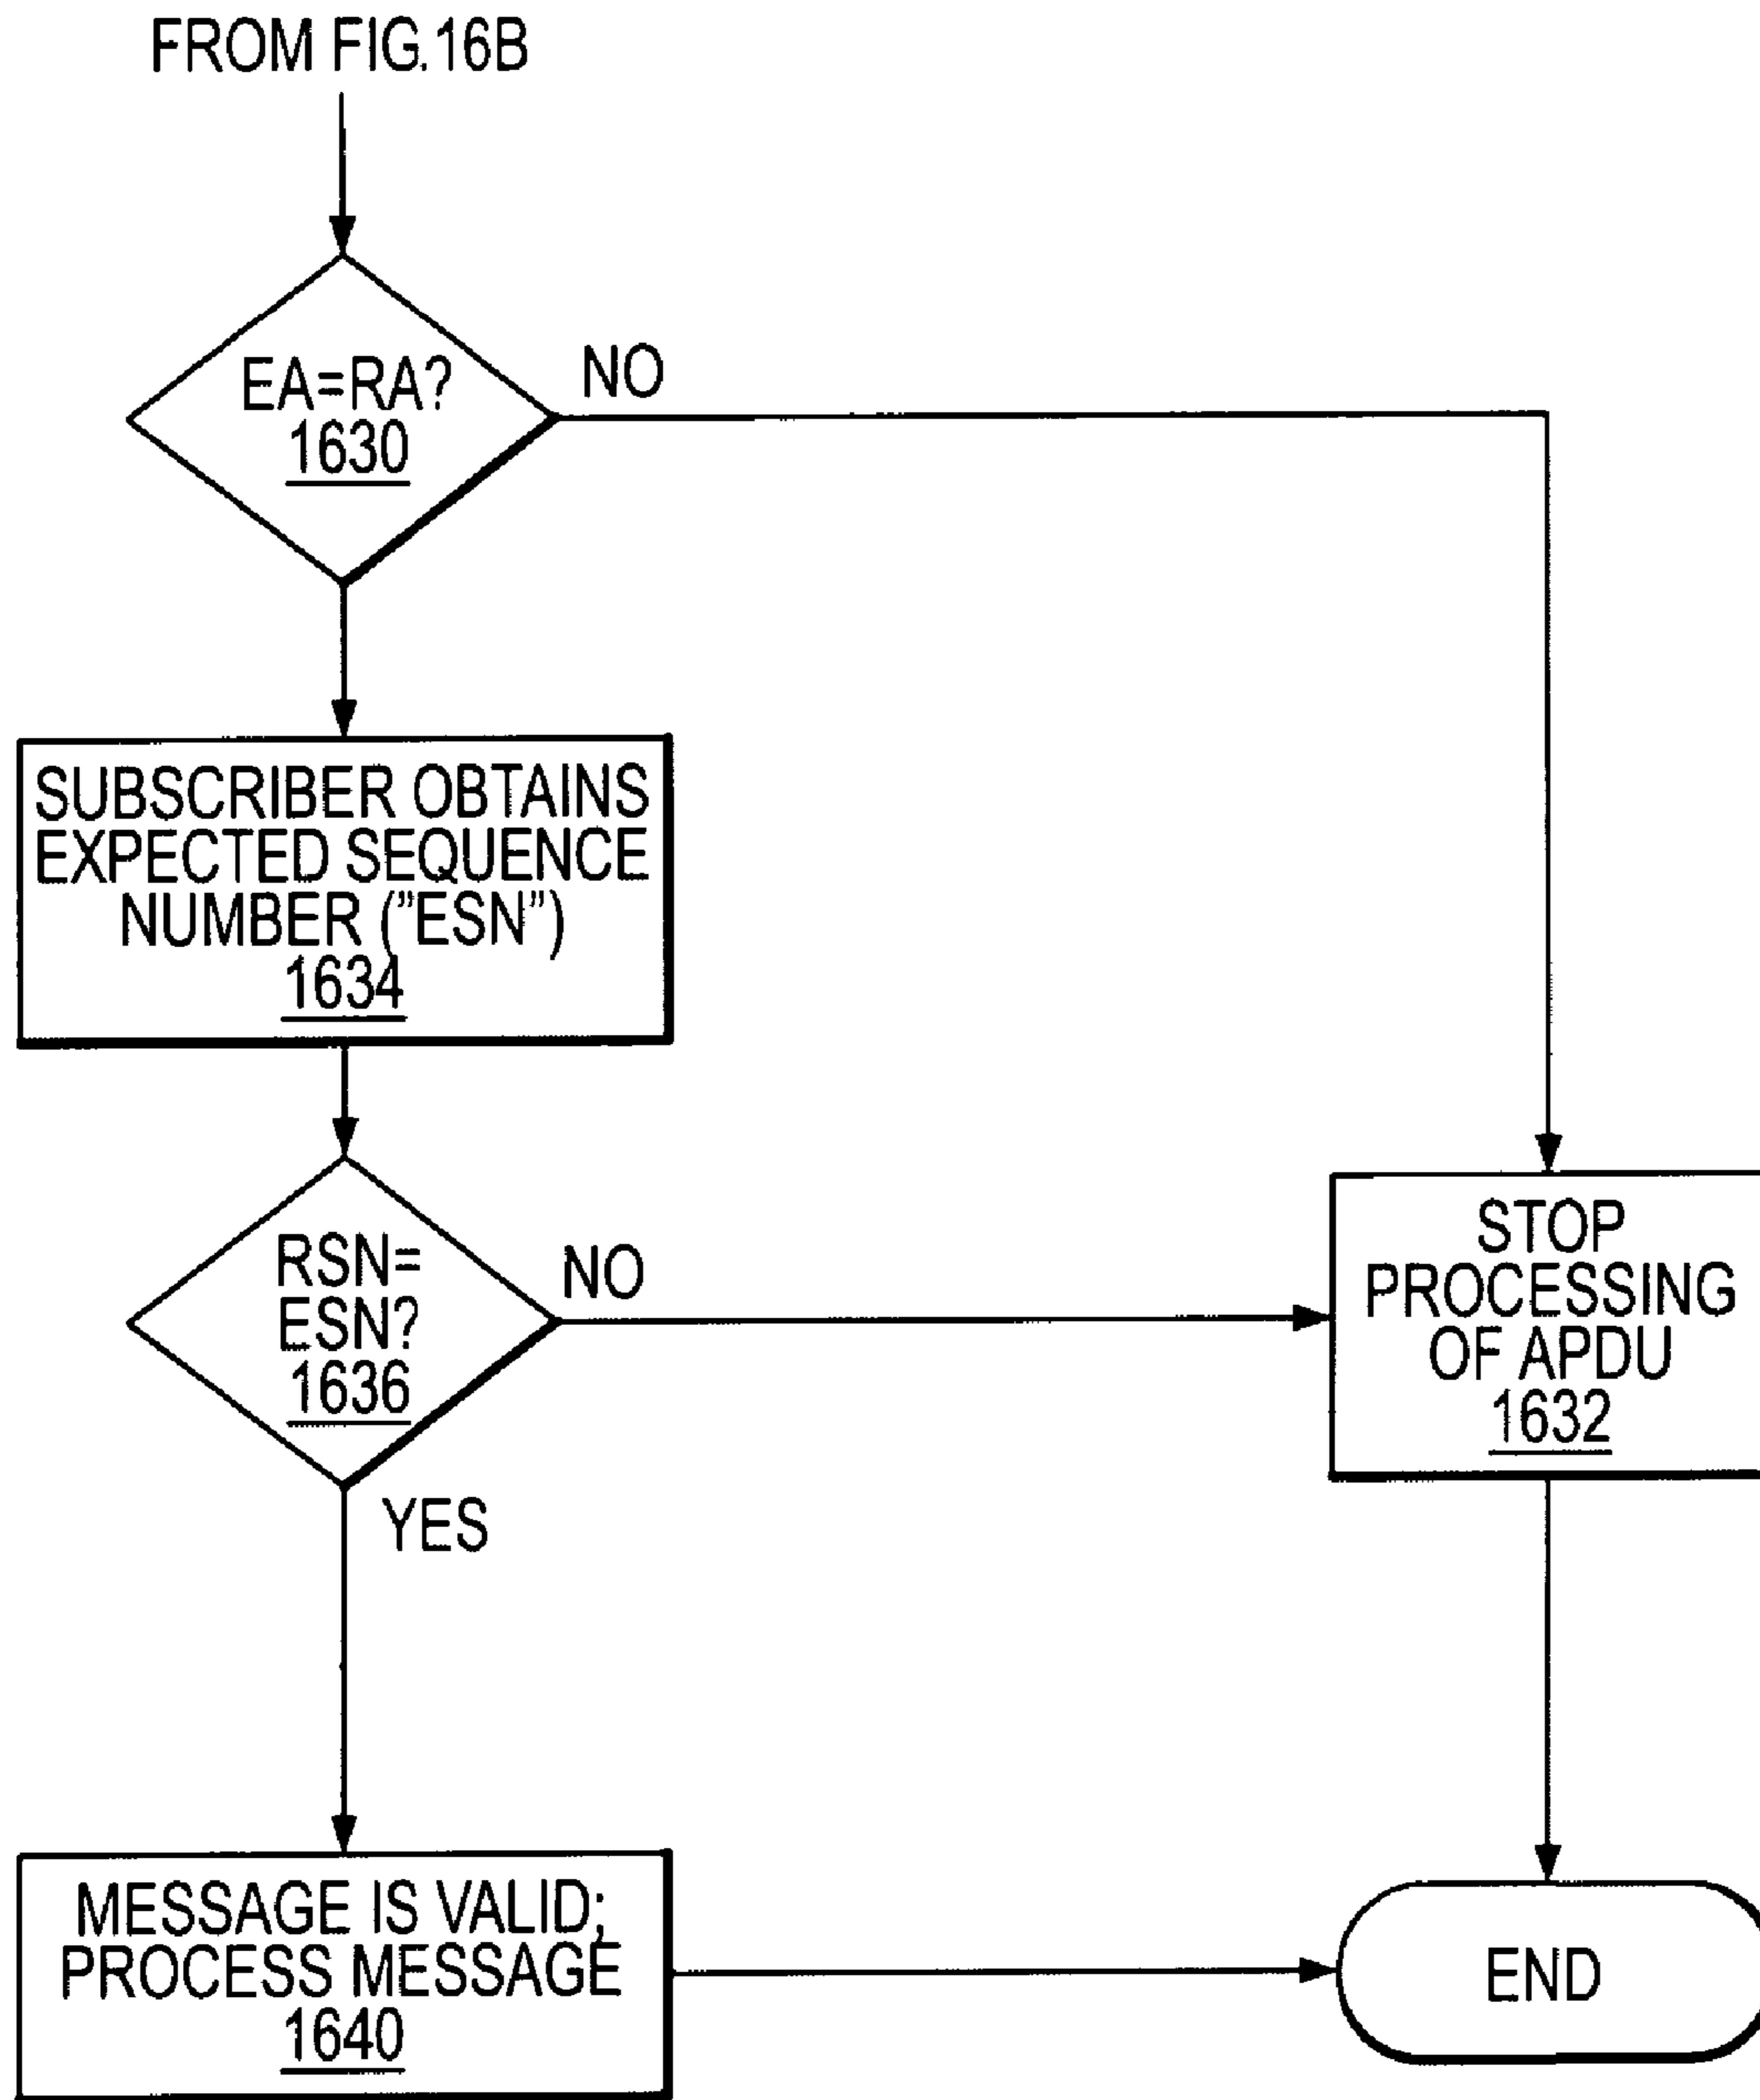 FROM FIG.16B
EA=RA?
1630
NO
SUBSCRIBER OBTAINS
EXPECTED SEQUENCE
NUMBER ("ESN")
1634
RSN=
ESN?
1636
NO
YES
STOP
PROCESSING
OF APDU
1632
MESSAGE IS VALID;
PROCESS MESSAGE
1640
END